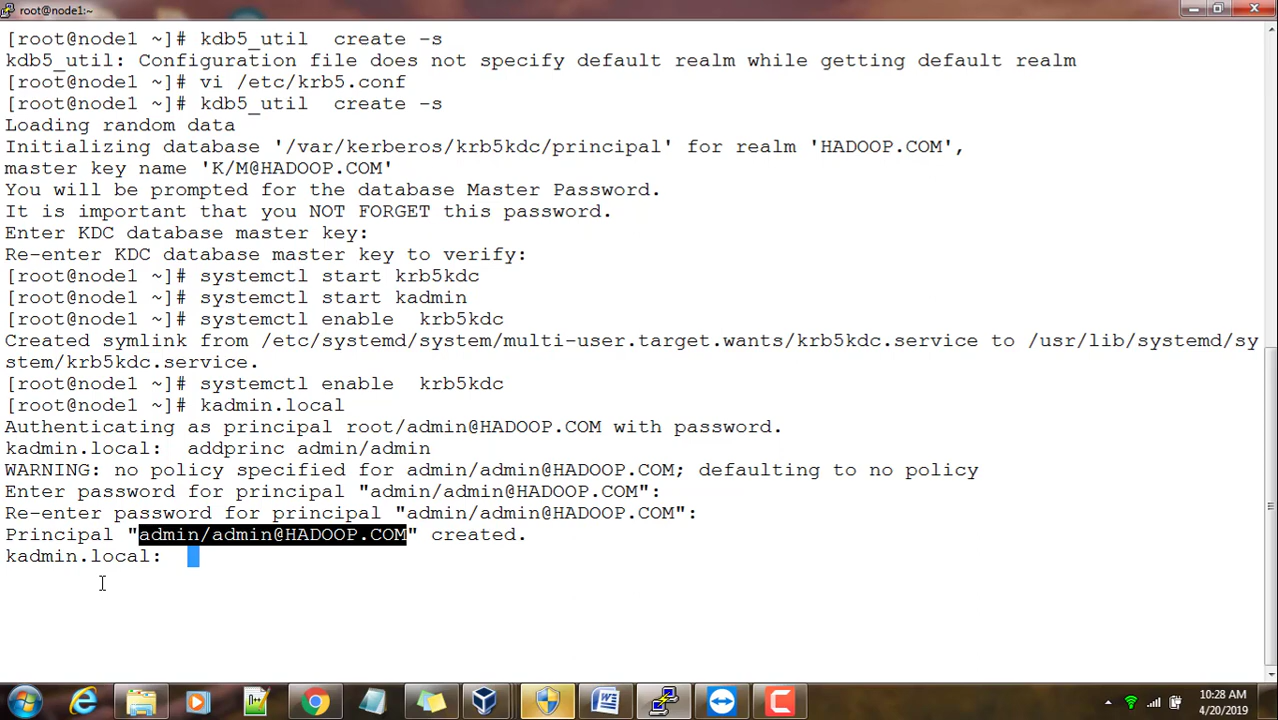 root@node1:~
[root@node1 ~]# kdb5_util  create -s
kdb5_util: Configuration file does not specify default realm while getting default realm
[root@node1 ~]# vi /etc/krb5.conf
[root@node1 ~]# kdb5_util  create -s
Loading random data
Initializing database '/var/kerberos/krb5kdc/principal' for realm 'HADOOP.COM',
master key name 'K/M@HADOOP.COM'
You will be prompted for the database Master Password.
It is important that you NOT FORGET this password.
Enter KDC database master key:
Re-enter KDC database master key to verify:
[root@node1 ~]# systemctl start krb5kdc
[root@node1 ~]# systemctl start kadmin
[root@node1 ~]# systemctl enable  krb5kdc
Created symlink from /etc/systemd/system/multi-user.target.wants/krb5kdc.service to /usr/lib/systemd/sy
stem/krb5kdc.service.
[root@node1 ~]# systemctl enable  krb5kdc
[root@node1 ~]# kadmin.local
Authenticating as principal root/admin@HADOOP.COM with password.
kadmin.local:  addprinc admin/admin
WARNING: no policy specified for admin/admin@HADOOP.COM; defaulting to no policy
Enter password for principal "admin/admin@HADOOP.COM":
Re-enter password for principal "admin/admin@HADOOP.COM":
Principal "admin/admin@HADOOP.COM" created.
kadmin.local:
10:28 AM
4/20/2019